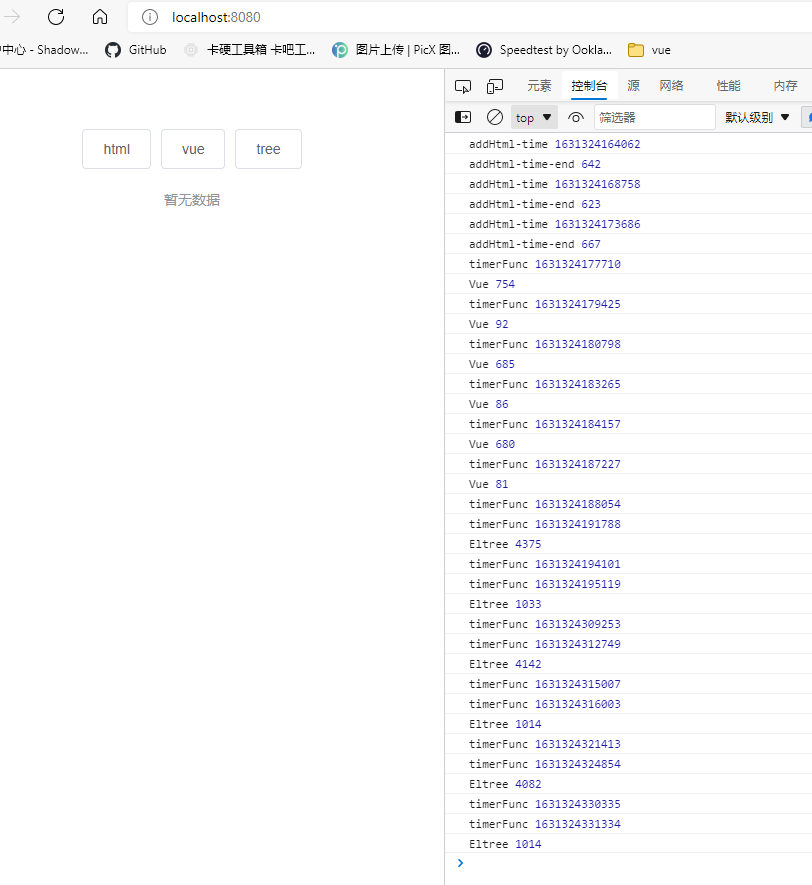 localhost:8080
中心 - Shadow... GitHub 卡硬工具箱 卡吧工... 图片上传 | PicX 图... Speedtest by Ookla... vue
html vue tree
暂无数据
元素 控制台 源 网络 性能 内存
top 筛选器 默认级别
addHtml-time 1631324164062
addHtml-time-end 642
addHtml-time 1631324168758
addHtml-time-end 623
addHtml-time 1631324173686
addHtml-time-end 667
timerFunc 1631324177710
Vue 754
timerFunc 1631324179425
Vue 92
timerFunc 1631324180798
Vue 685
timerFunc 1631324183265
Vue 86
timerFunc 1631324184157
Vue 680
timerFunc 1631324187227
Vue 81
timerFunc 1631324188054
timerFunc 1631324191788
Eltree 4375
timerFunc 1631324194101
timerFunc 1631324195119
Eltree 1033
timerFunc 1631324309253
timerFunc 1631324312749
Eltree 4142
timerFunc 1631324315007
timerFunc 1631324316003
Eltree 1014
timerFunc 1631324321413
timerFunc 1631324324854
Eltree 4082
timerFunc 1631324330335
timerFunc 1631324331334
Eltree 1014